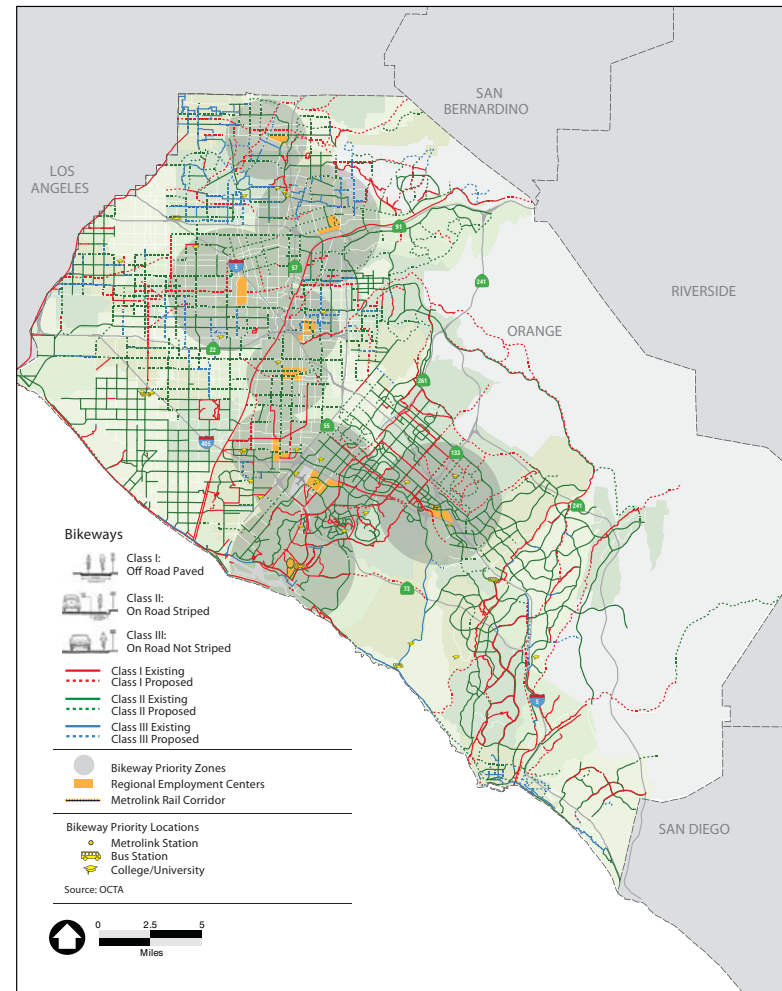 SAN
BERNARDINO
LOS
ANGELES
91
57
5
241
RIVERSIDE
ORANGE
22
261
55
405
133
241
73
5
SAN DIEGO
Bikeways
Class I:
Off Road Paved
Class II:
On Road Striped
Class III:
On Road Not Striped
Class I Existing
Class I Proposed
Class II Existing
Class II Proposed
Class III Existing
Class III Proposed
Bikeway Priority Zones
Regional Employment Centers
Metrolink Rail Corridor
Bikeway Priority Locations
Metrolink Station
Bus Station
College/University
Source: OCTA
0 2.5 5
Miles